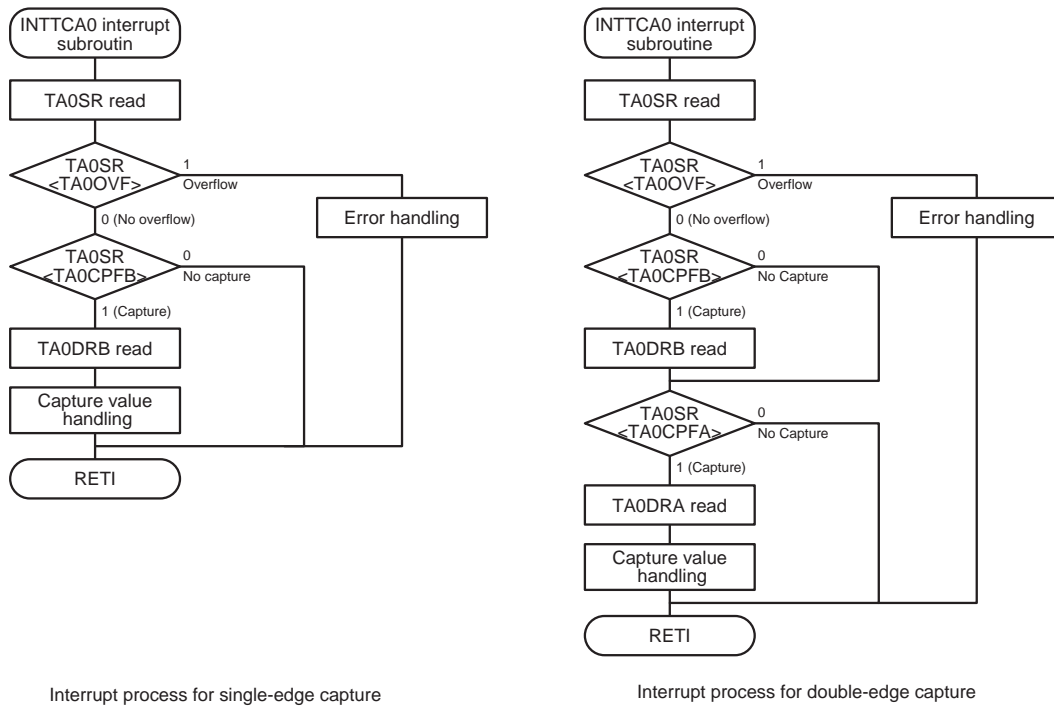 INTTCA0 interrupt
subroutin
TA0SR read
TA0SR
<TA0OVF>
1
Overflow
Error handling
0 (No overflow)
TA0SR
<TA0CPFB>
0
No capture
1 (Capture)
TA0DRB read
Capture value
handling
RETI
Interrupt process for single-edge capture
INTTCA0 interrupt
subroutine
TA0SR read
TA0SR
<TA0OVF>
1
Overflow
Error handling
0 (No overflow)
TA0SR
<TA0CPFB>
0
No Capture
1 (Capture)
TA0DRB read
TA0SR
<TA0CPFA>
0
No Capture
1 (Capture)
TA0DRA read
Capture value
handling
RETI
Interrupt process for double-edge capture